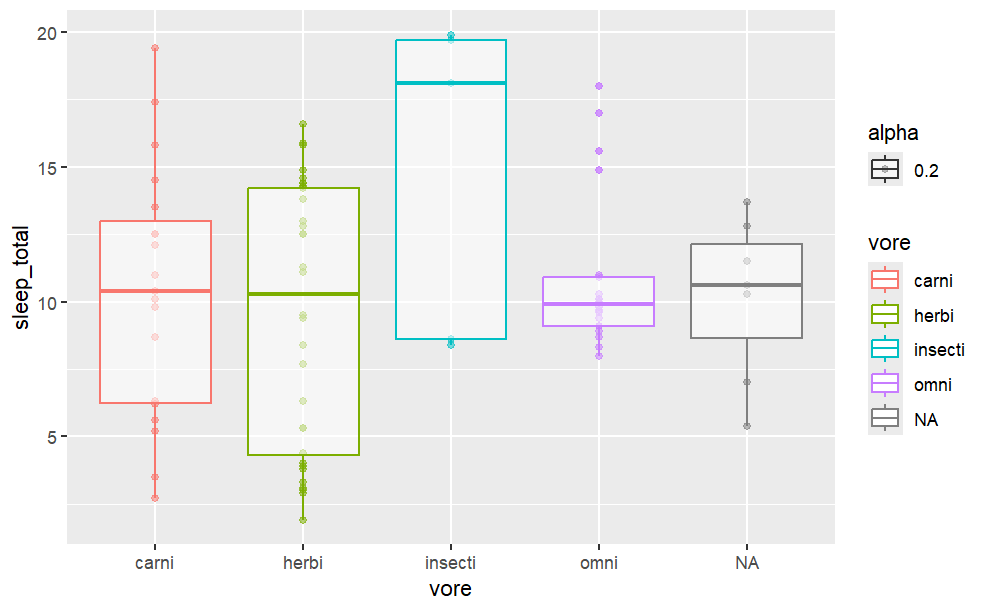 20
15
10
5
sleep_total
carni herbi insecti omni NA
vore
alpha
0.2
vore
carni
herbi
insecti
omni
NA